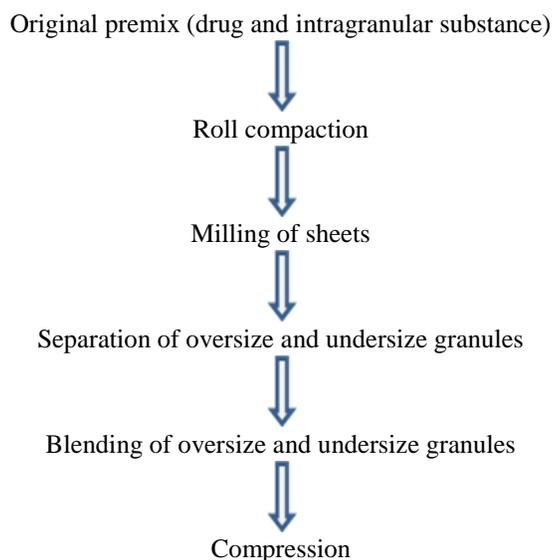 Original premix (drug and intragranular substance)
Roll compaction
Milling of sheets
Separation of oversize and undersize granules
Blending of oversize and undersize granules
Compression